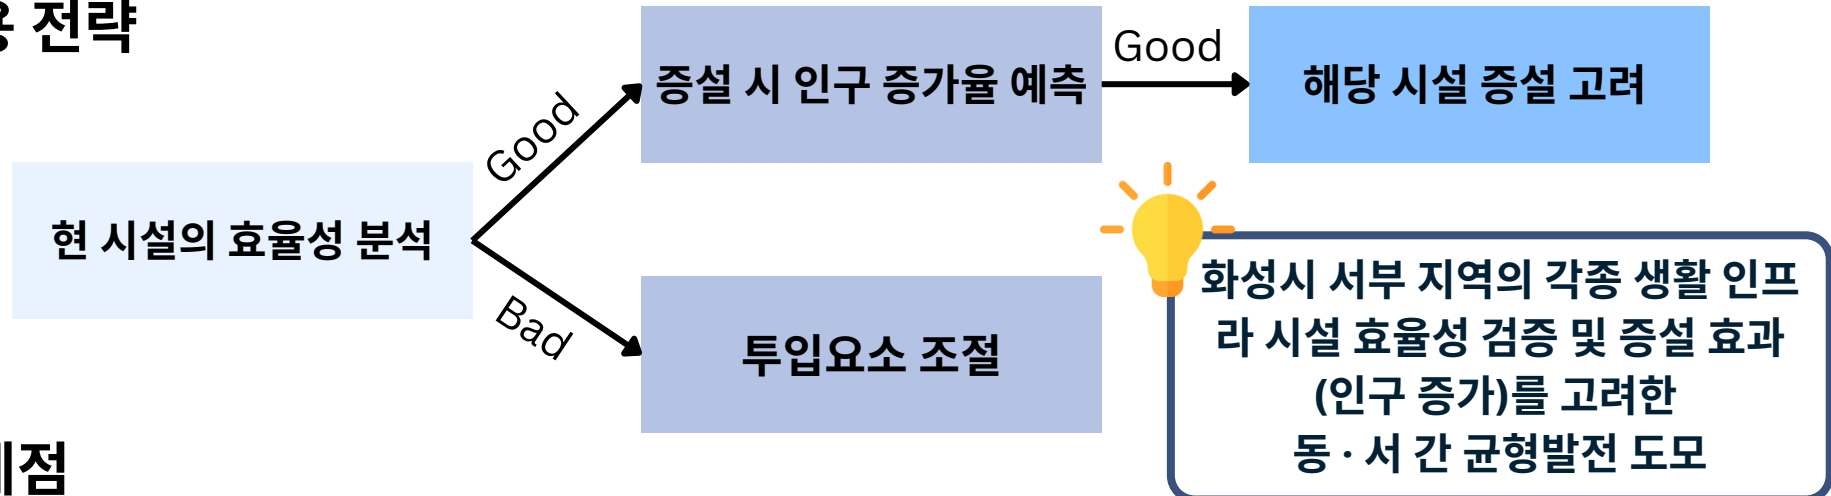 전략
Good
증설 시 인구 증가율 예측
해당 시설 증설 고려
Good
현 시설의 효율성 분석
Bad
투입요소 조절
화성시 서부 지역의 각종 생활 인프
라 시설 효율성 검증 및 증설 효과
(인구 증가)를 고려한
동 · 서 간 균형발전 도모
점